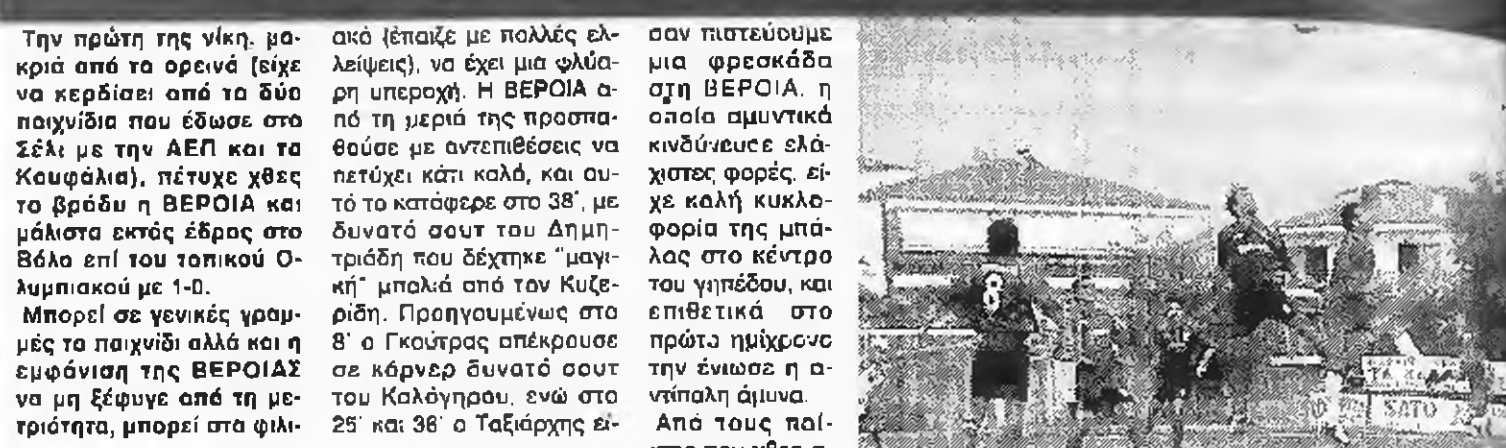 Την πρώτη της νίκη, μα-
κριά από τα ορεινά (είχε
να κερδίσει από τα δύο
παιχνίδια που έδωσε στο
Σέλι με την ΑΕΠ και τα
Κουφάλια), πέτυχε χθες
το βράδυ η ΒΕΡΟΙΑ και
μάλιστα εκτός έδρας στο
Βόλο επί του τοπικού Ο-
λυμπιακού με 1-0.
Μπορεί σε γενικές γραμ-
μές το παιχνίδι αλλά και η
εμφάνιση της ΒΕΡΟΙΑΣ
να μη ξέφυγε από τη με-
τριότητα, μπορεί στα φιλι-
ακό (έπαιζε με πολλές ελ-
λείψεις), να έχει μια φλύα-
ρη υπεροχή. Η ΒΕΡΟΙΑ α-
πό τη μεριά της προσπα-
θούσε με αντεπιθέσεις να
πετύχει κάτι καλό, και αυ-
τό το κατάφερε στο 38', με
δυνατό σουτ του Δημη-
τριάδη που δέχτηκε "μαγι-
κή" μπαλιά από τον Κυζε-
ρίδη. Προηγουμένως στο
8' ο Γκούτρας απέκρουσε
σε κόρνερ δυνατό σουτ
του Καλόγηρου, ενώ στο
25' και 36' ο Ταξιάρχης εί-
σαν πιστεύουμε
μια φρεσκάδα
στη ΒΕΡΟΙΑ, η
οποία αμυντικά
κινδύνευσε ελά-
χιστες φορές, εί-
χε καλή κυκλο-
φορία της μπά-
λας στο κέντρο
του γηπέδου, και
επιθετικά στο
πρώτο ημίχρονο
την ένιωσε η α-
ντίπαλη άμυνα.
Από τους παί-
8
SATO